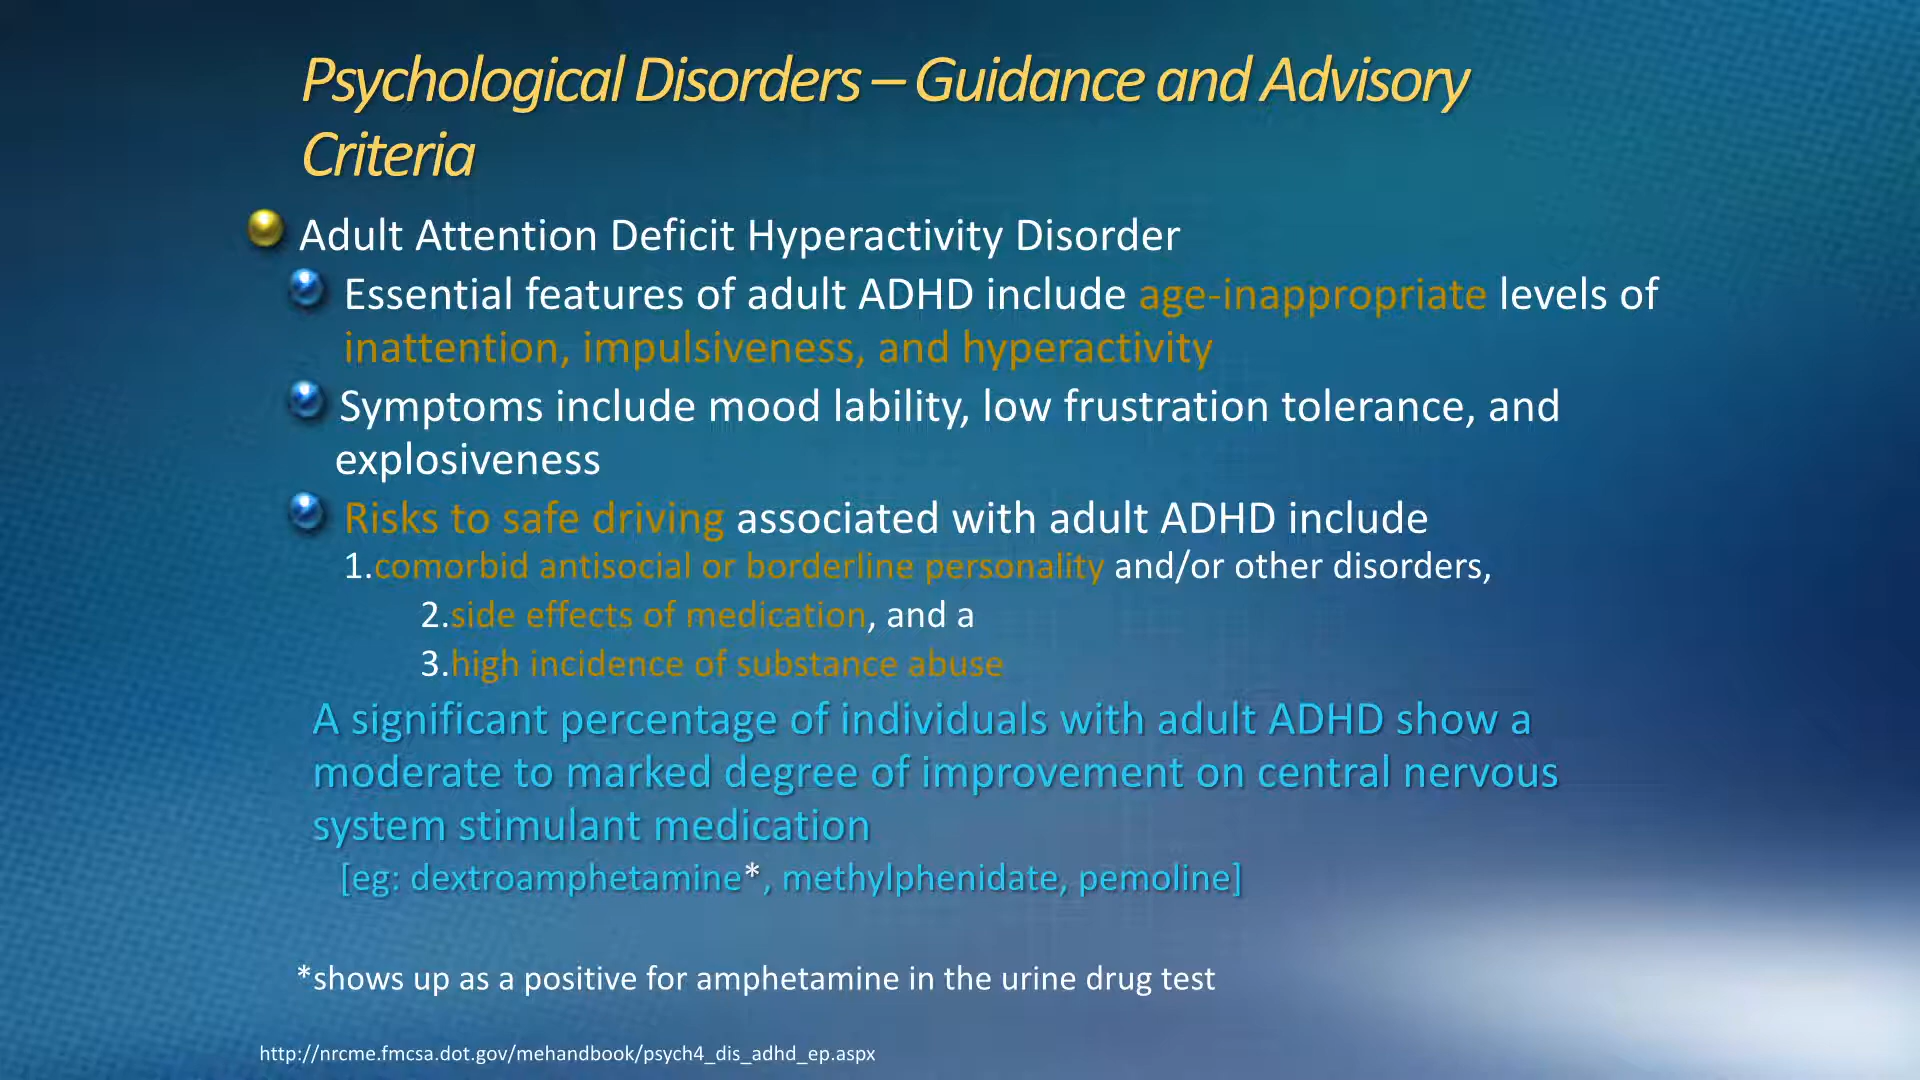 Psychological Disorders – Guidance and Advisory
Criteria
Adult Attention Deficit Hyperactivity Disorder
Essential features of adult ADHD include age-inappropriate levels of
inattention, impulsiveness, and hyperactivity
Symptoms include mood lability, low frustration tolerance, and
explosiveness
Risks to safe driving associated with adult ADHD include
1.comorbid antisocial or borderline personality and/or other disorders,
2.side effects of medication, and a
3.high incidence of substance abuse
A significant percentage of individuals with adult ADHD show a
moderate to marked degree of improvement on central nervous
system stimulant medication
[eg: dextroamphetamine*, methylphenidate, pemoline]
*shows up as a positive for amphetamine in the urine drug test
http://nrcme.fmcsa.dot.gov/mehandbook/psych4_dis_adhd_ep.aspx